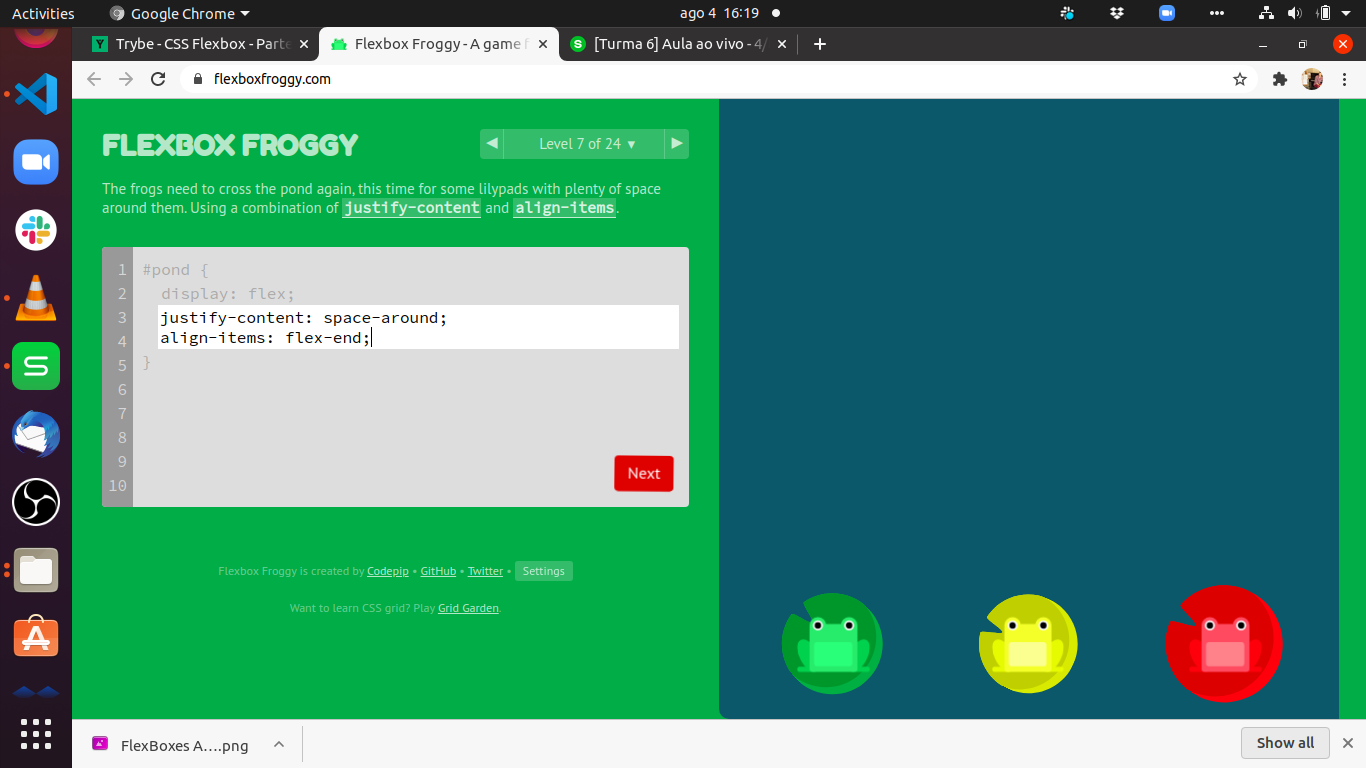 Activities
Google Chrome
ago 4 16:19
Trybe - CSS Flexbox - Parte
Flexbox Froggy - A game f
[Turma 6] Aula ao vivo - 4/
flexboxfroggy.com
FLEXBOX FROGGY
◀ Level 7 of 24 ▼ ▶
The frogs need to cross the pond again, this time for some lilypads with plenty of space
around them. Using a combination of justify-content and align-items.
1 #pond {
2 display: flex;
3 justify-content: space-around;
4 align-items: flex-end;
5 }
6
7
8
9
10
Next
Flexbox Froggy is created by Codepip • GitHub • Twitter • Settings
Want to learn CSS grid? Play Grid Garden.
FlexBoxes A....png
Show all